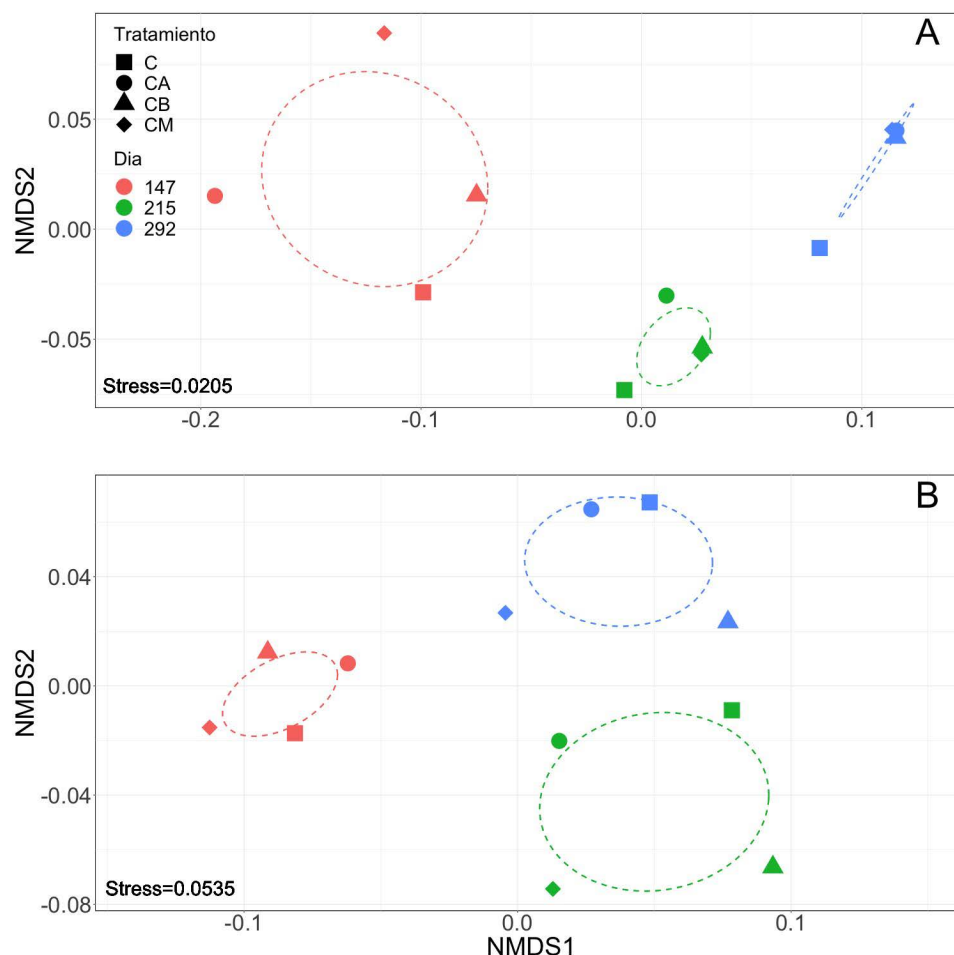 A
Tratamiento
C
CA
CB
CM
Dia
147
215
292
0.05
0.00
-0.05
NMDS2
Stress=0.0205
-0.2
-0.1
0.0
0.1
B
0.04
0.00
-0.04
-0.08
NMDS2
Stress=0.0535
-0.1
0.0
0.1
NMDS1